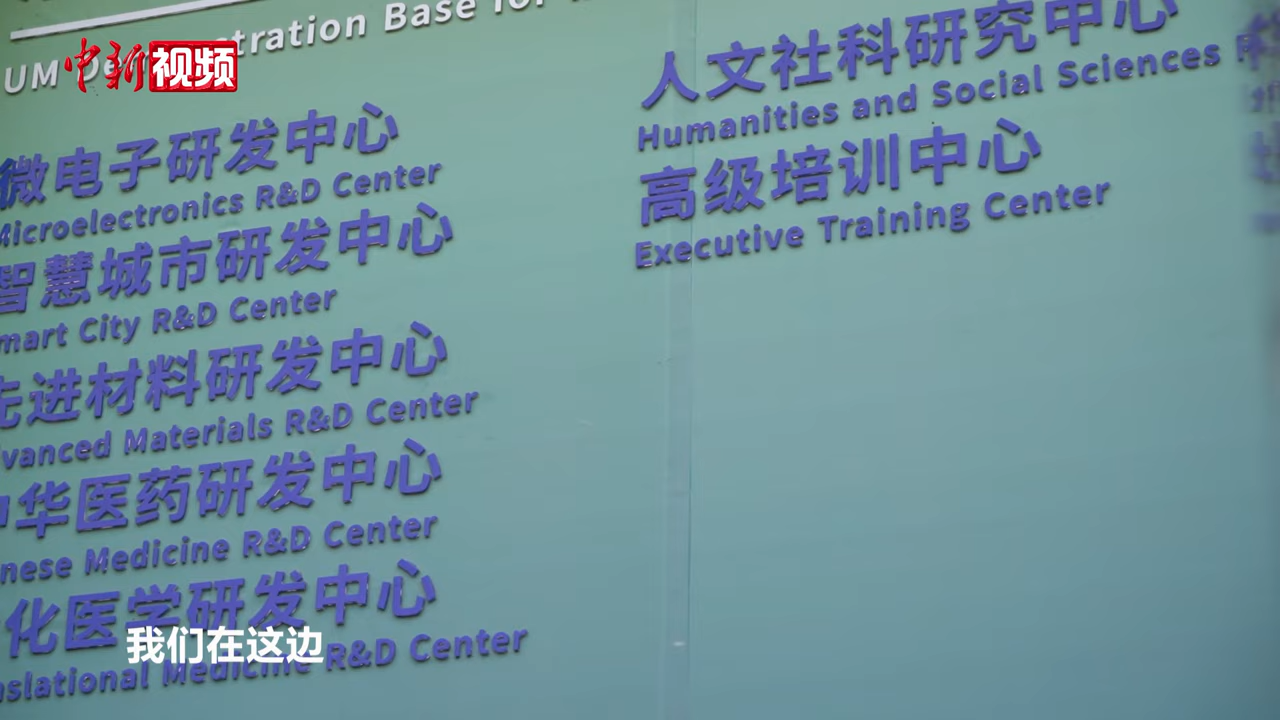 UM
tration Base for
中新视频
微电子研发中心
Microelectronics R&D Center
智慧城市研发中心
mart City R&D Center
先进材料研发中心
vanced Materials R&D Center
华医药研发中心
nese Medicine R&D Center
化医学研发中心
nslational Medicine R&D Center
人文社科研究中心
Humanities and Social Sciences
高级培训中心
Executive Training Center
我们在这边